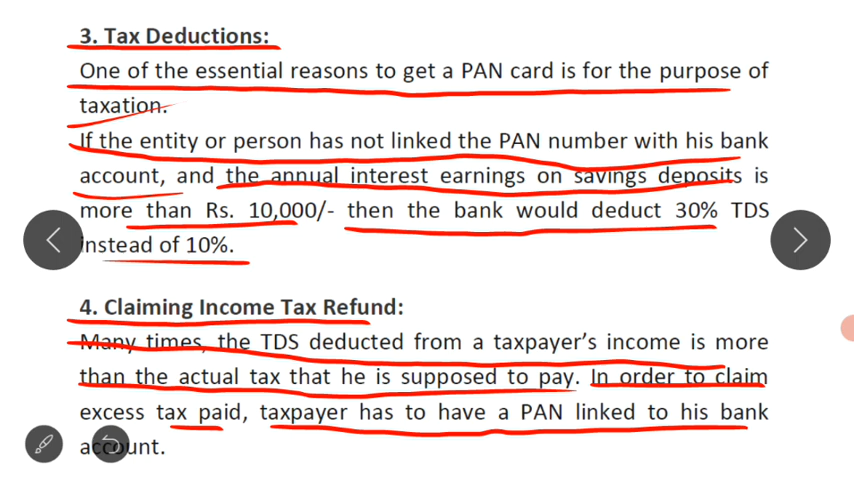 3. Tax Deductions:
One of the essential reasons to get a PAN card is for the purpose of
taxation.
If the entity or person has not linked the PAN number with his bank
account, and the annual interest earnings on savings deposits is
more than Rs. 10,000/- then the bank would deduct 30% TDS
instead of 10%.
4. Claiming Income Tax Refund:
Many times, the TDS deducted from a taxpayer's income is more
than the actual tax that he is supposed to pay. In order to claim
excess tax paid, taxpayer has to have a PAN linked to his bank
account.